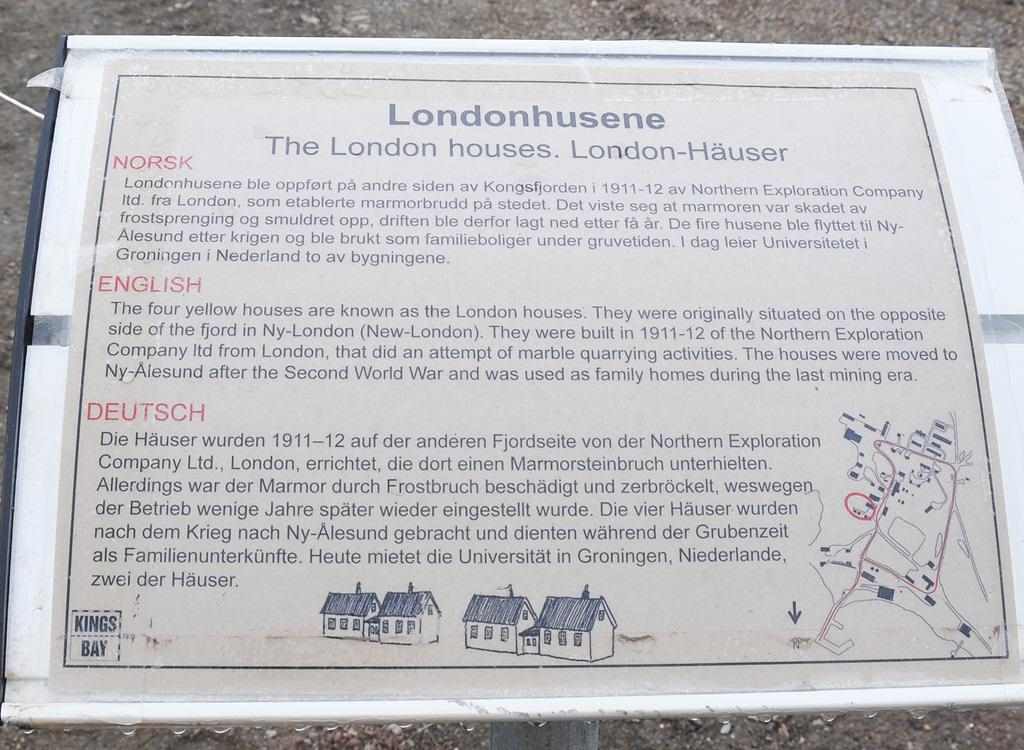 Londonhusene
The London houses. London-Häuser
NORSK
Londonhusene ble oppført på andre siden av Kongsfjorden i 1911-12 av Northern Exploration Company
ltd. fra London, som etablerte marmorbrudd på stedet. Det viste seg at marmoren var skadet av
frostsprenging og smuldret opp, driften ble derfor lagt ned etter få år. De fire husene ble flyttet til Ny-
Ålesund etter krigen og ble brukt som familieboliger under gruvetiden. I dag leier Universitetet i
Groningen i Nederland to av bygningene.
ENGLISH
The four yellow houses are known as the London houses. They were originally situated on the opposite
side of the fjord in Ny-London (New-London). They were built in 1911-12 of the Northern Exploration
Company ltd from London, that did an attempt of marble quarrying activities. The houses were moved to
Ny-Ålesund after the Second World War and was used as family homes during the last mining era.
DEUTSCH
Die Häuser wurden 1911–12 auf der anderen Fjordseite von der Northern Exploration
Company Ltd., London, errichtet, die dort einen Marmorsteinbruch unterhielten.
Allerdings war der Marmor durch Frostbruch beschädigt und zerbröckelt, weswegen
der Betrieb wenige Jahre später wieder eingestellt wurde. Die vier Häuser wurden
nach dem Krieg nach Ny-Ålesund gebracht und dienten während der Grubenzeit
als Familienunterkünfte. Heute mietet die Universität in Groningen, Niederlande,
zwei der Häuser.
KINGS
BAY